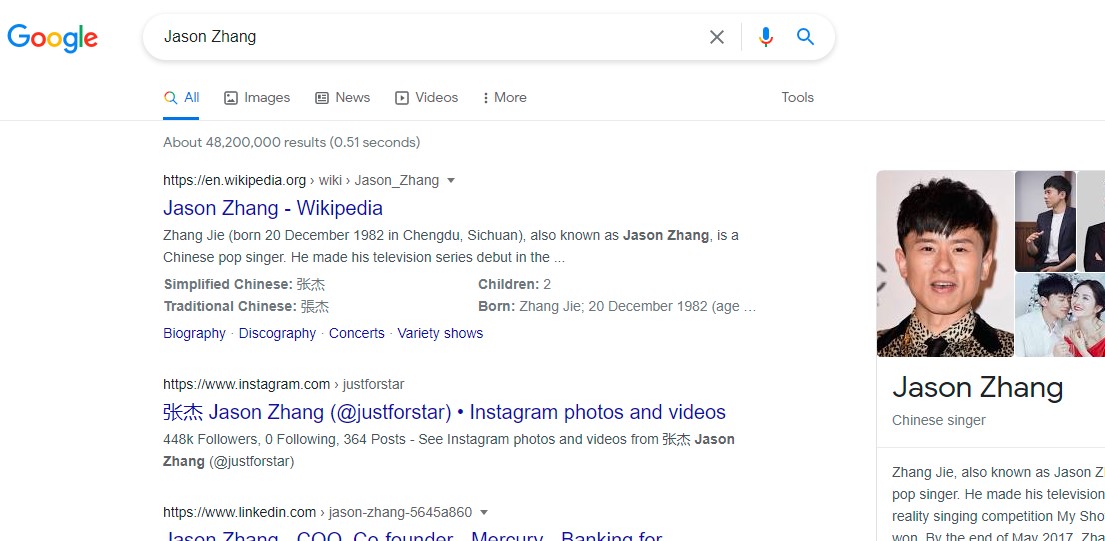 Google
Jason Zhang
All Images News Videos More Tools
About 48,200,000 results (0.51 seconds)
https://en.wikipedia.org › wiki › Jason_Zhang
Jason Zhang - Wikipedia
Zhang Jie (born 20 December 1982 in Chengdu, Sichuan), also known as Jason Zhang, is a
Chinese pop singer. He made his television series debut in the ...
Simplified Chinese: 张杰 Children: 2
Traditional Chinese: 張杰 Born: Zhang Jie; 20 December 1982 (age ...
Biography · Discography · Concerts · Variety shows
https://www.instagram.com › justforstar
张杰 Jason Zhang (@justforstar) • Instagram photos and videos
448k Followers, 0 Following, 364 Posts - See Instagram photos and videos from 张杰 Jason
Zhang (@justforstar)
https://www.linkedin.com › jason-zhang-5645a860
Jason Zhang - COO, Co-founder - Mercury - Banking for
Jason Zhang
Chinese singer
Zhang Jie, also known as Jason Z
pop singer. He made his television
reality singing competition My Sho
won. By the end of May 2017, Zha